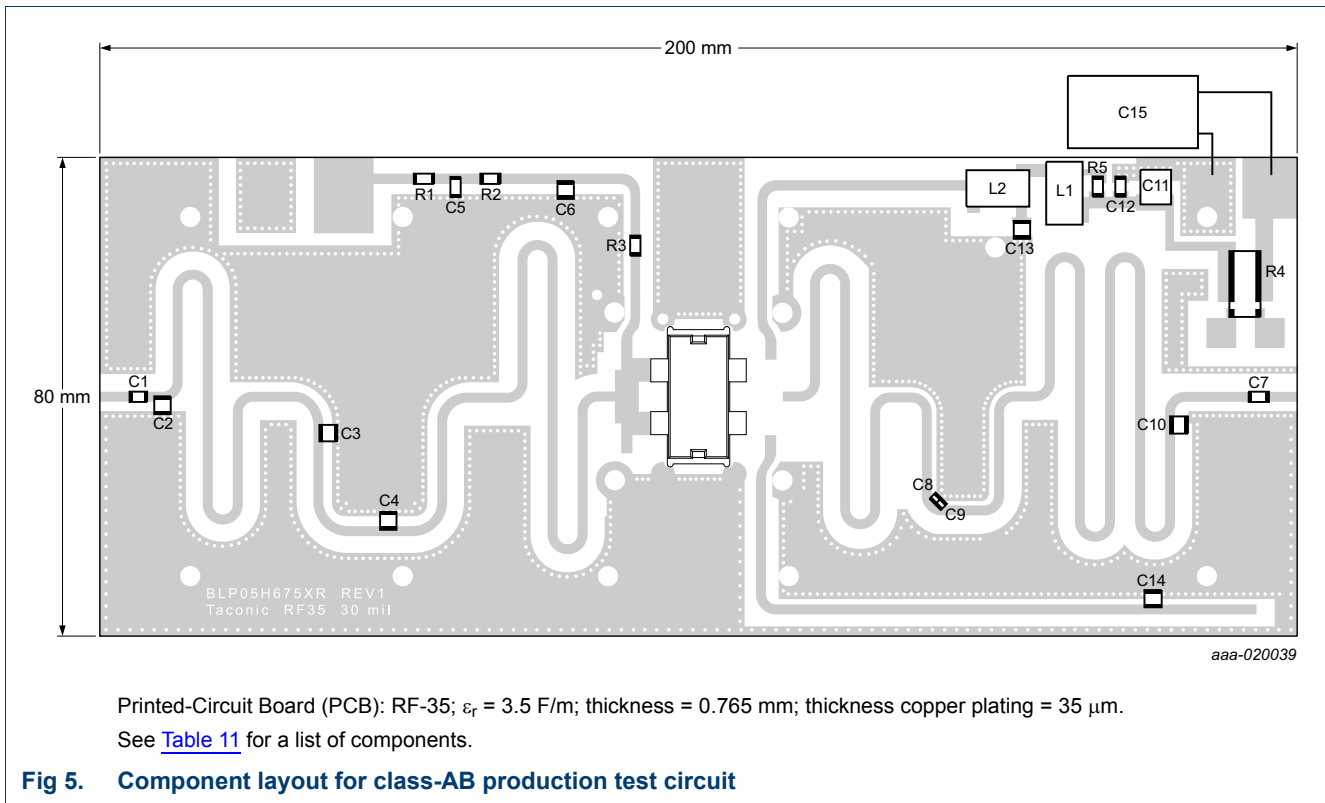 200 mm
C15
80 mm
R1
C5
R2
C6
R3
L2
L1
R5
C12
C11
C13
R4
C1
C2
C3
C4
C7
C10
C8
C9
C14
BLP05H675XR REV1
Taconic RF35 30 mil
aaa-020039
Printed-Circuit Board (PCB): RF-35; εr = 3.5 F/m; thickness = 0.765 mm; thickness copper plating = 35 μm.
See Table 11 for a list of components.
Fig 5. Component layout for class-AB production test circuit